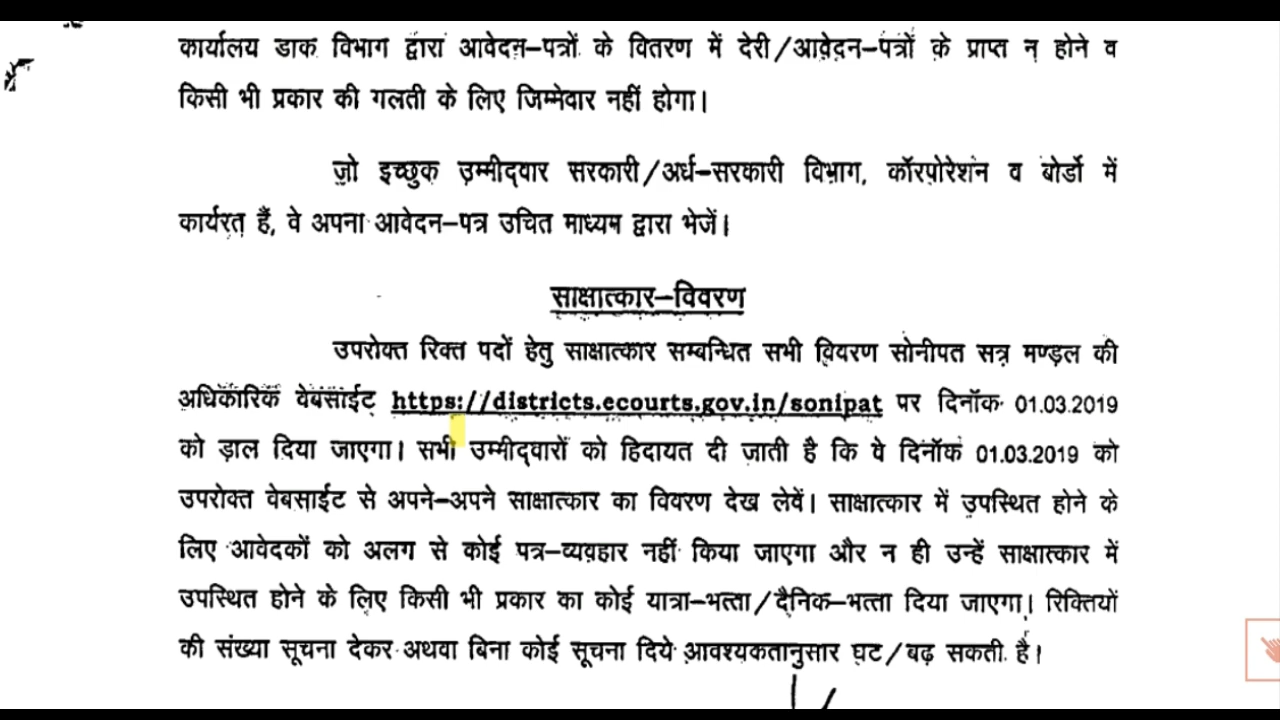 कार्यालय डाक विभाग द्वारा आवेदन–पत्रों के वितरण में देरी/आवेदन–पत्रों के प्राप्त न होने व
किसी भी प्रकार की गलती के लिए जिम्मेवार नहीं होगा।
जो इच्छुक उम्मीद्वार सरकारी/अर्ध–सरकारी विभाग, कॉरपोरेशन व बोर्डो में
कार्यरत हैं, वे अपना आवेदन–पत्र उचित माध्यम द्वारा भेजें।
साक्षात्कार–विवरण
उपरोक्त रिक्त पदों हेतु साक्षात्कार सम्बन्धित सभी विवरण सोनीपत सत्र मण्ड़ल की
अधिकारिक वेबसाईट् https://districts.ecourts.gov.in/sonipat पर दिनॉक 01.03.2019
को ड़ाल दिया जाएगा। सभी उम्मीद्वारों को हिदायत दी जाती है कि वे दिनॉक 01.03.2019 को
उपरोक्त वेबसाईट से अपने–अपने साक्षात्कार का विवरण देख लेवें। साक्षात्कार में उपस्थित होने के
लिए आवेदकों को अलग से कोई पत्र–व्यवहार नहीं किया जाएगा और न ही उन्हें साक्षात्कार में
उपस्थित होने के लिए किसी भी प्रकार का कोई यात्रा–भत्ता/दैनिक–भत्ता दिया जाएगा। रिक्तियों
की संख्या सूचना देकर अथवा बिना कोई सूचना दिये आवश्यकतानुसार घट/बढ़ सकती है।